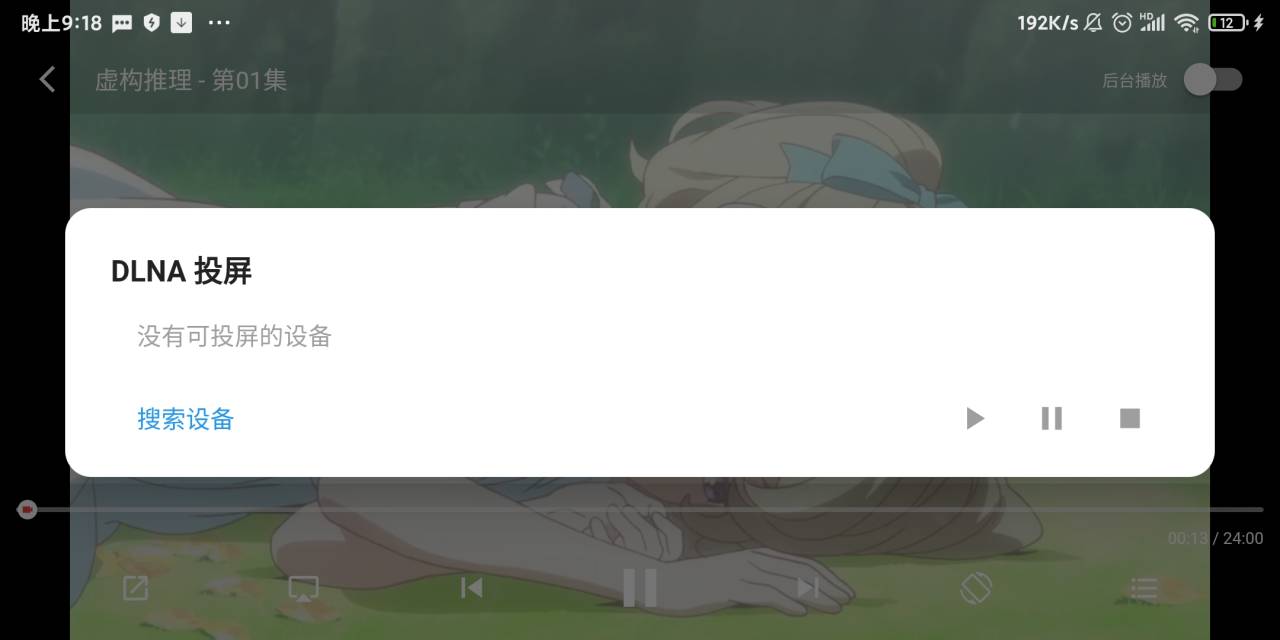 晚上9:18
192K/s
HD
12
虚构推理 - 第01集
后台播放
DLNA 投屏
没有可投屏的设备
搜索设备
00:13 / 24:00